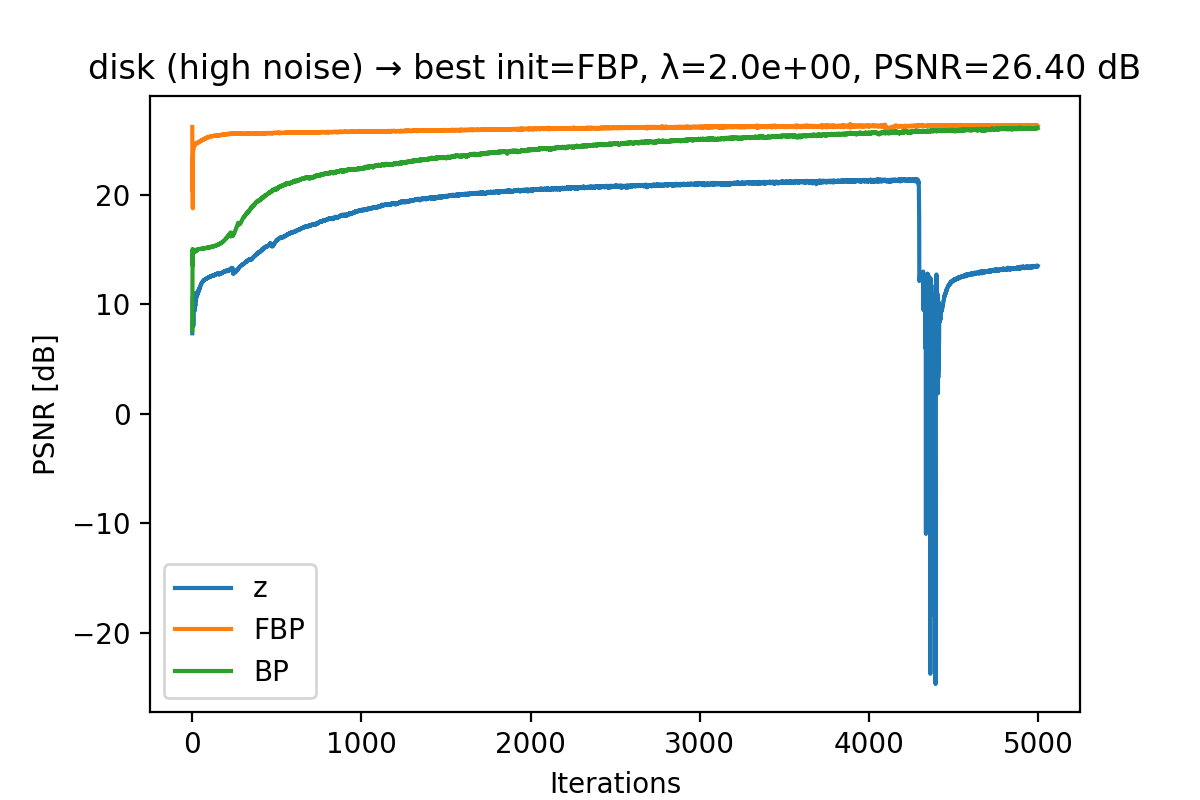 disk (high noise) → best init=FBP, λ=2.0e+00, PSNR=26.40 dB
PSNR [dB]
20
10
0
−10
−20
z
FBP
BP
0 1000 2000 3000 4000 5000
Iterations